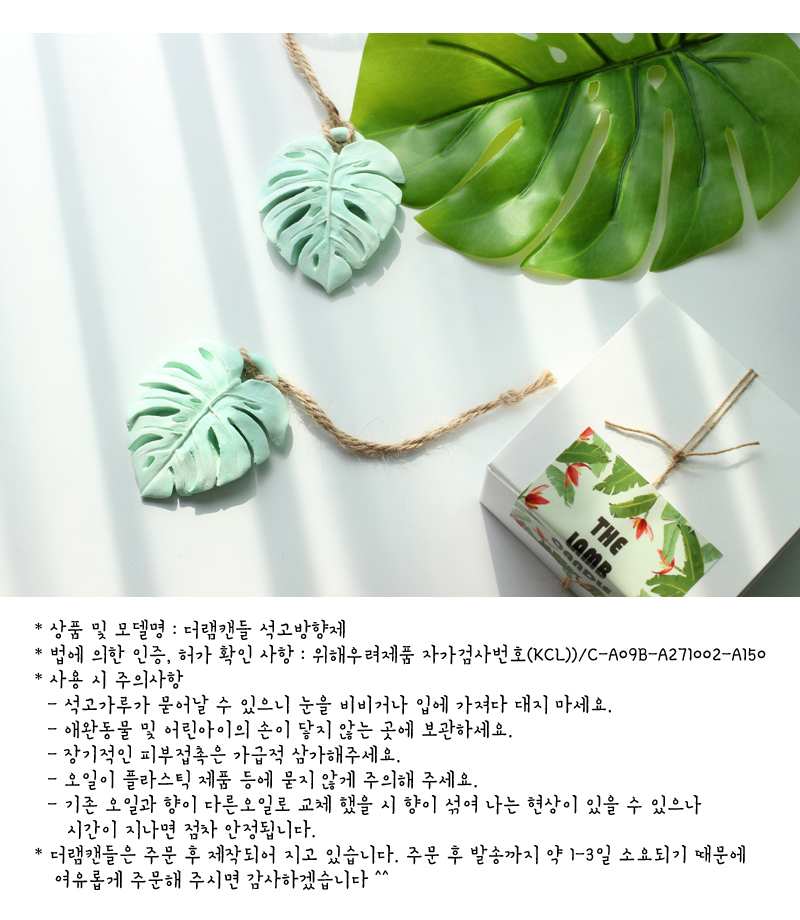 THE
LAMB
CANDLE
* 상품 및 모델명 : 더램캔들 석고방향제
* 법에 의한 인증, 허가 확인 사항 : 위해우려제품 자가검사번호(KCL))/C-A09B-A271002-A150
* 사용 시 주의사항
- 석고가루가 묻어날 수 있으니 눈을 비비거나 입에 가져다 대지 마세요.
- 애완동물 및 어린아이의 손이 닿지 않는 곳에 보관하세요.
- 장기적인 피부접촉은 가급적 삼가해주세요.
- 오일이 플라스틱 제품 등에 묻지 않게 주의해 주세요.
- 기존 오일과 향이 다른오일로 교체 했을 시 향이 섞여 나는 현상이 있을 수 있으나
시간이 지나면 점차 안정됩니다.
* 더램캔들은 주문 후 제작되어 지고 있습니다. 주문 후 발송까지 약 1-3일 소요되기 때문에
여유롭게 주문해 주시면 감사하겠습니다 ^^